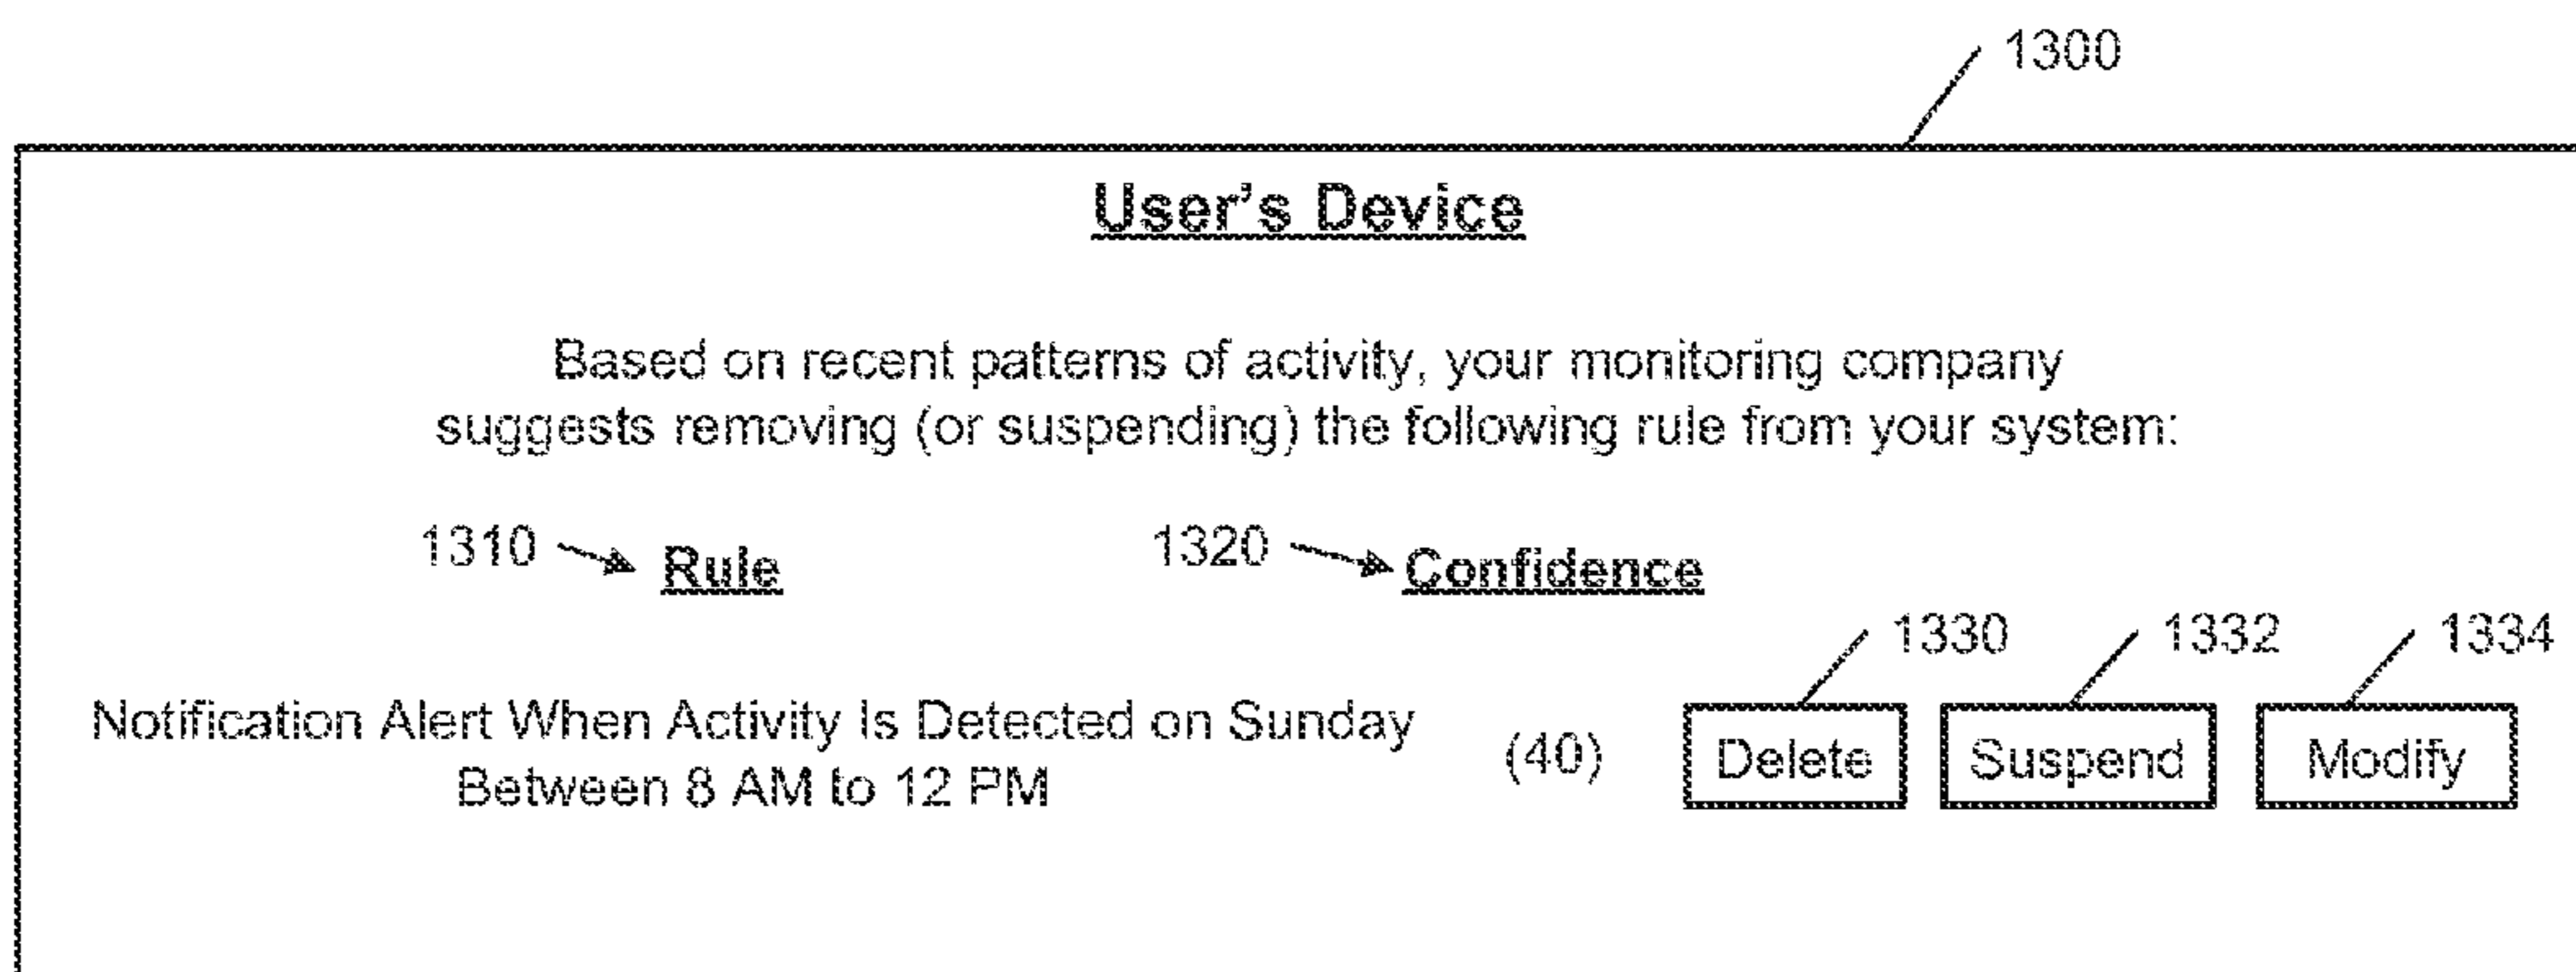 1300
User's Device
Based on recent patterns of activity, your monitoring company
suggests removing (or suspending) the following rule from your system:
1310 Rule 1320 Confidence
1330 1332 1334
Notification Alert When Activity Is Detected on Sunday
Between 8 AM to 12 PM
(40) Delete Suspend Modify